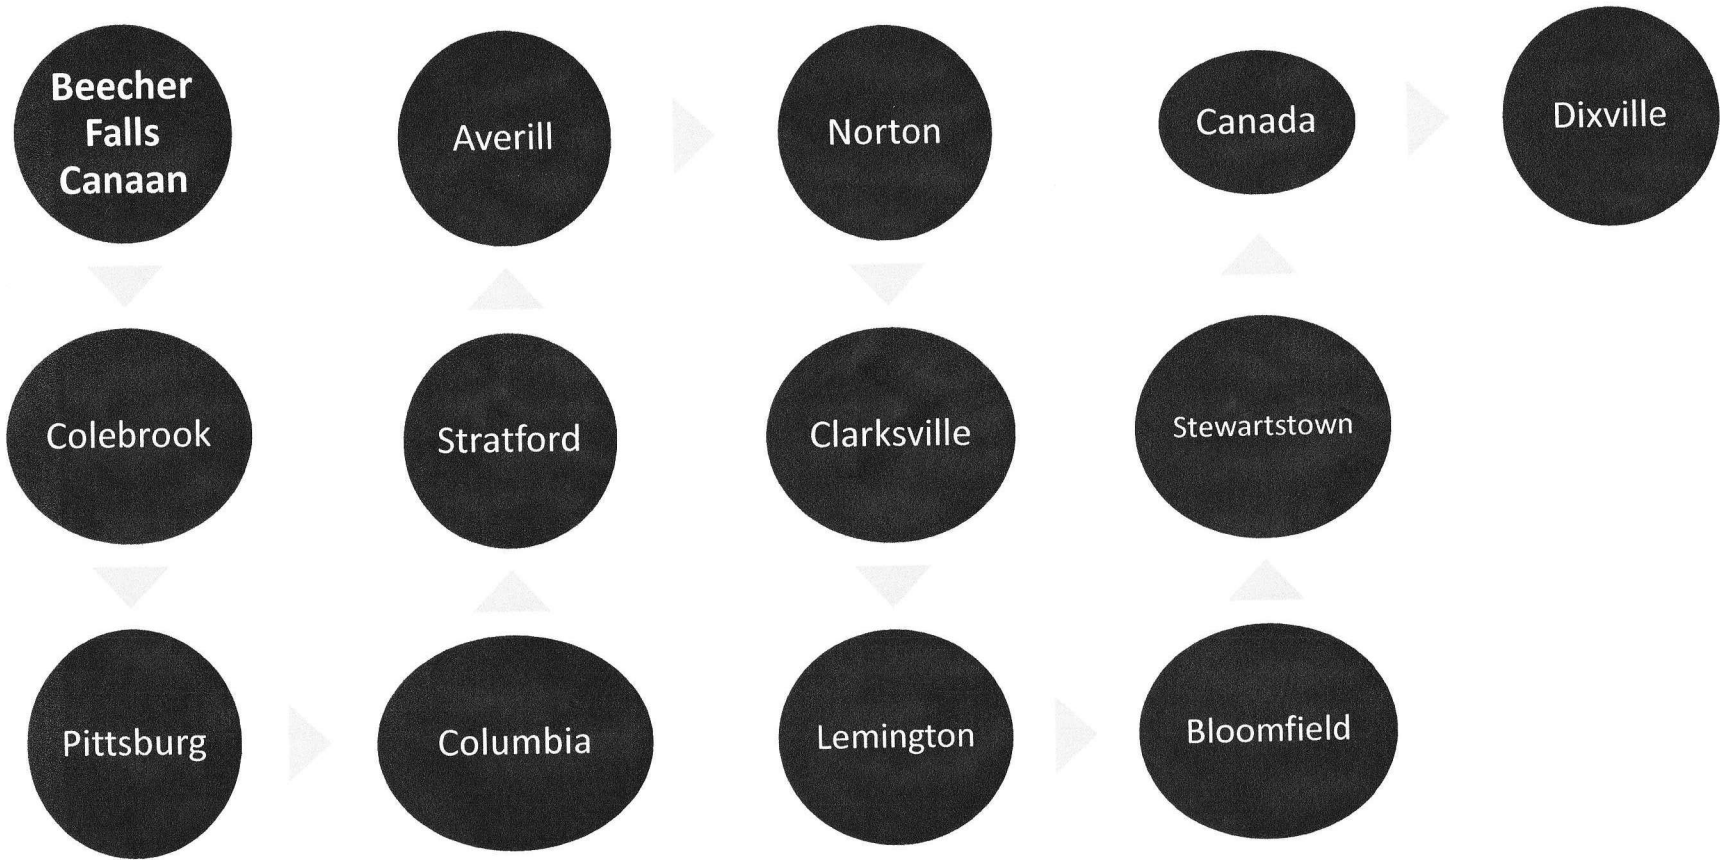 Beecher
Falls
Canaan
Colebrook
Pittsburg
Columbia
Stratford
Averill
Norton
Clarksville
Lemington
Bloomfield
Stewartstown
Canada
Dixville